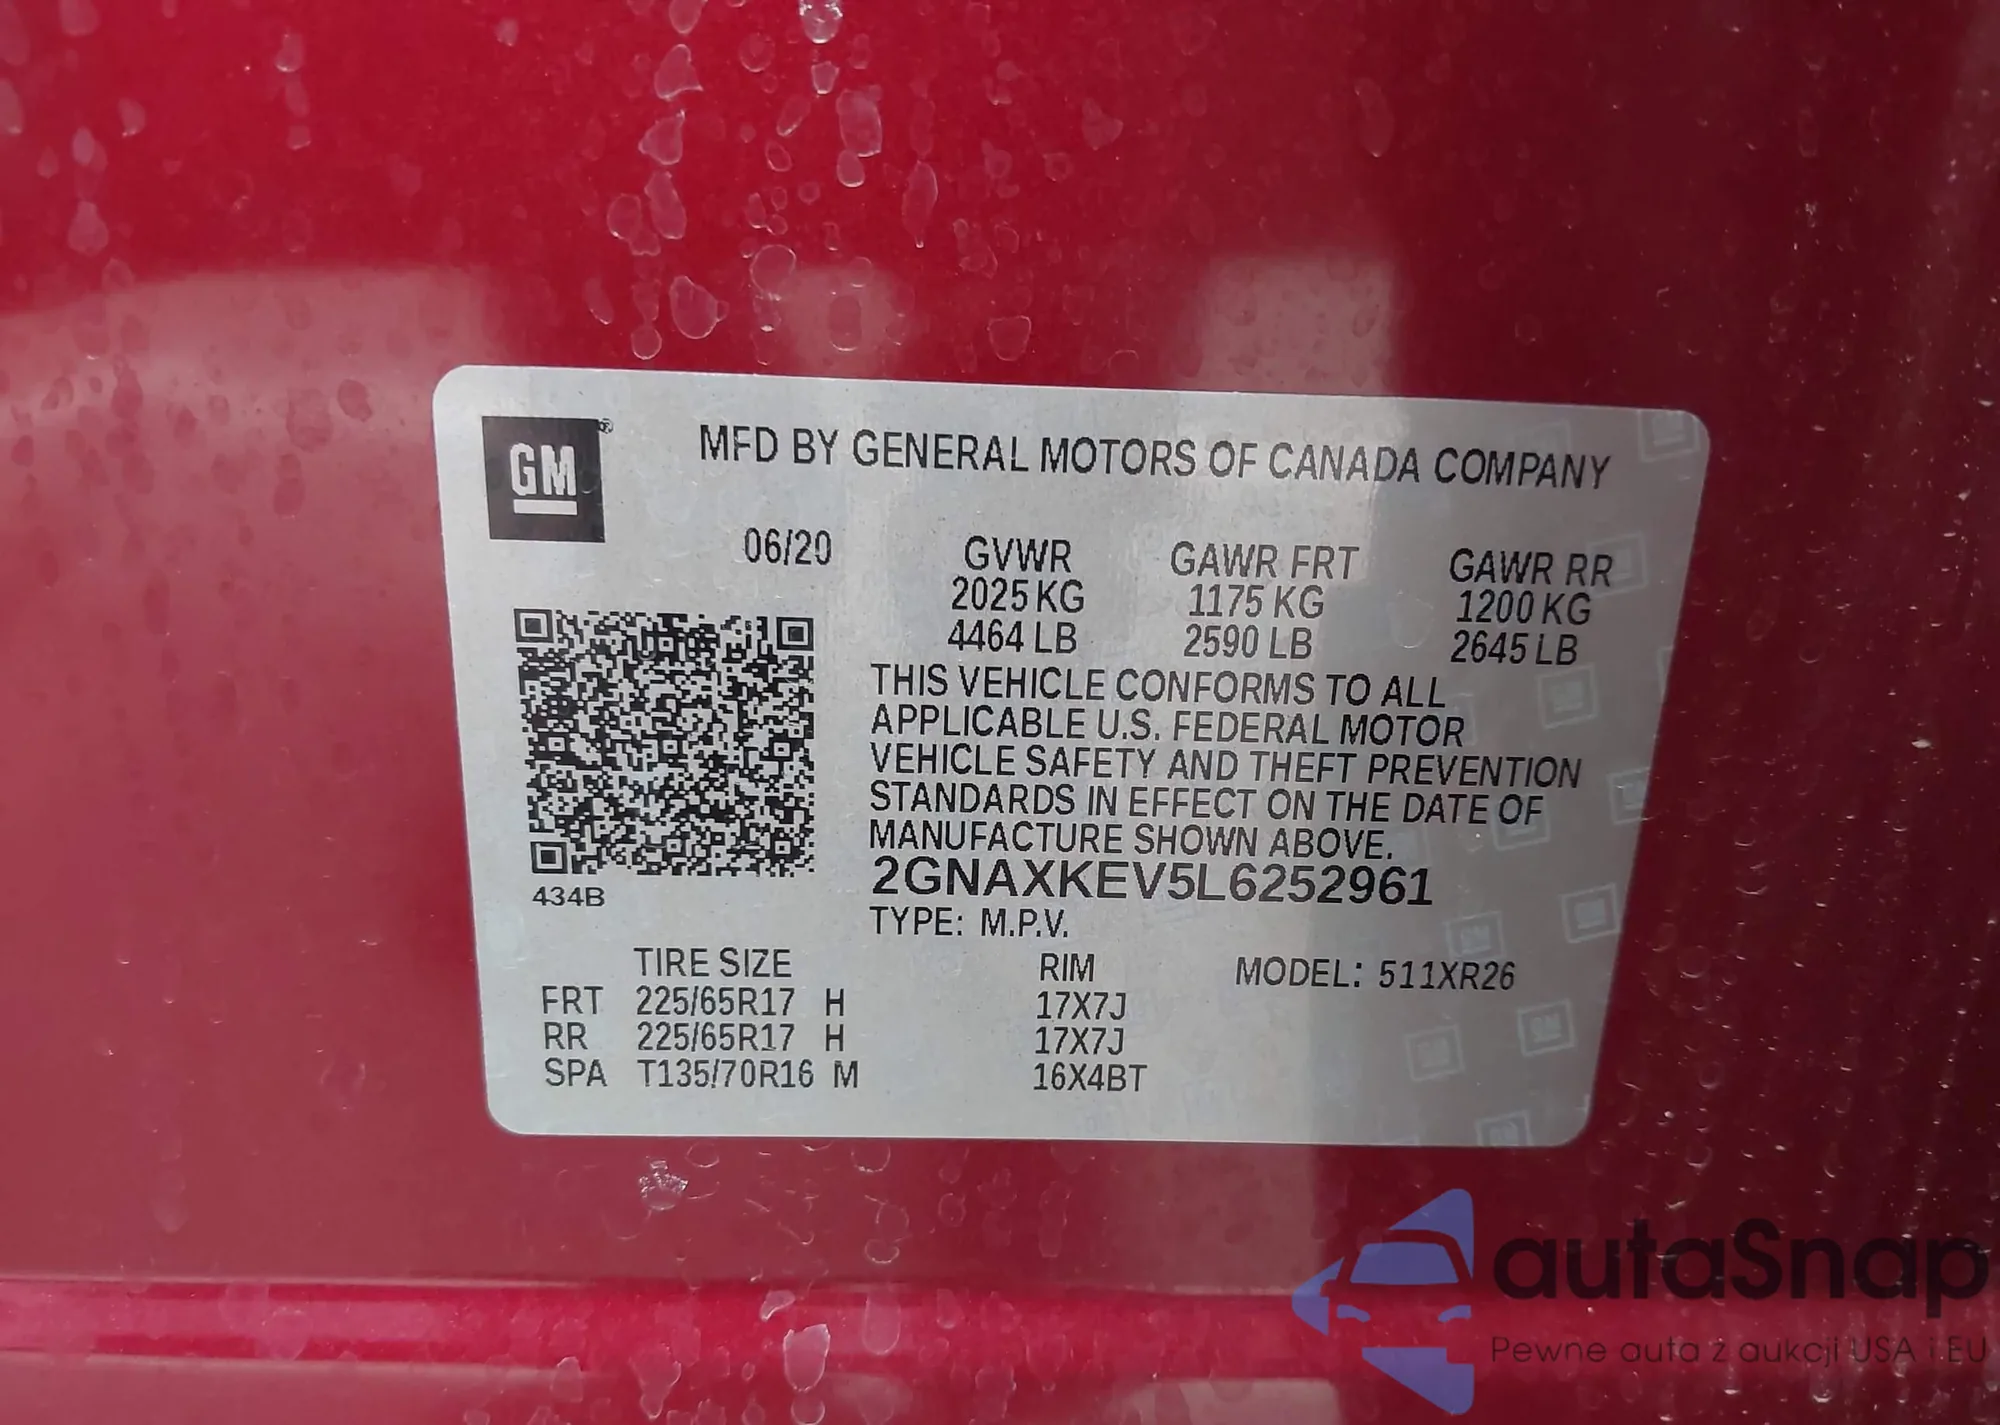 GM ®
MFD BY GENERAL MOTORS OF CANADA COMPANY
06/20 GVWR GAWR FRT GAWR RR
2025 KG 1175 KG 1200 KG
4464 LB 2590 LB 2645 LB
THIS VEHICLE CONFORMS TO ALL
APPLICABLE U.S. FEDERAL MOTOR
VEHICLE SAFETY AND THEFT PREVENTION
STANDARDS IN EFFECT ON THE DATE OF
MANUFACTURE SHOWN ABOVE.
2GNAXKEV5L6252961
434B
TYPE: M.P.V.
TIRE SIZE RIM MODEL: 511XR26
FRT 225/65R17 H 17X7J
RR 225/65R17 H 17X7J
SPA T135/70R16 M 16X4BT
autaSnap
Pewne auta z aukcji USA i EU